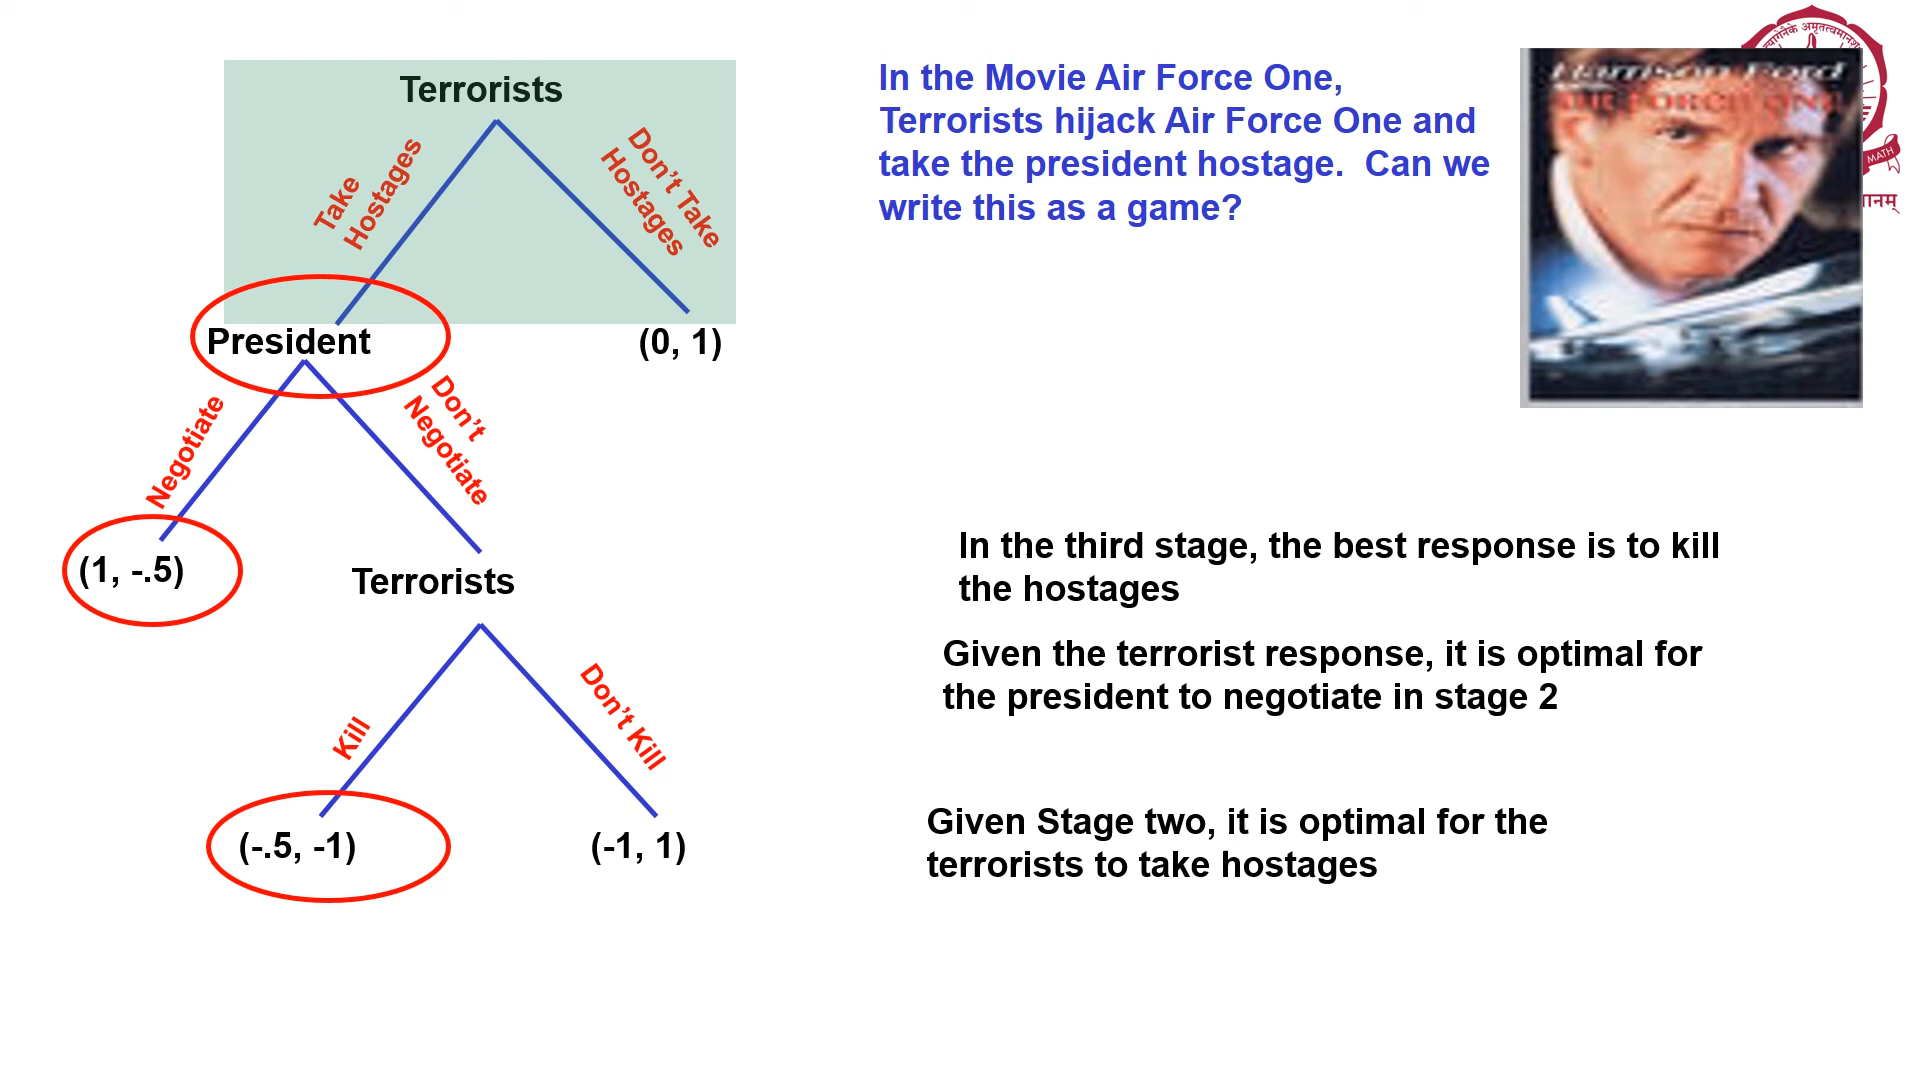 Terrorists
Take
Hostages
Don't Take
Hostages
President
(0, 1)
Negotiate
Don't
Negotiate
(1, -.5)
Terrorists
Kill
Don't Kill
(-.5, -1)
(-1, 1)
In the Movie Air Force One,
Terrorists hijack Air Force One and
take the president hostage. Can we
write this as a game?
Harrison Ford
AIR FORCE ONE
MATH
In the third stage, the best response is to kill
the hostages
Given the terrorist response, it is optimal for
the president to negotiate in stage 2
Given Stage two, it is optimal for the
terrorists to take hostages